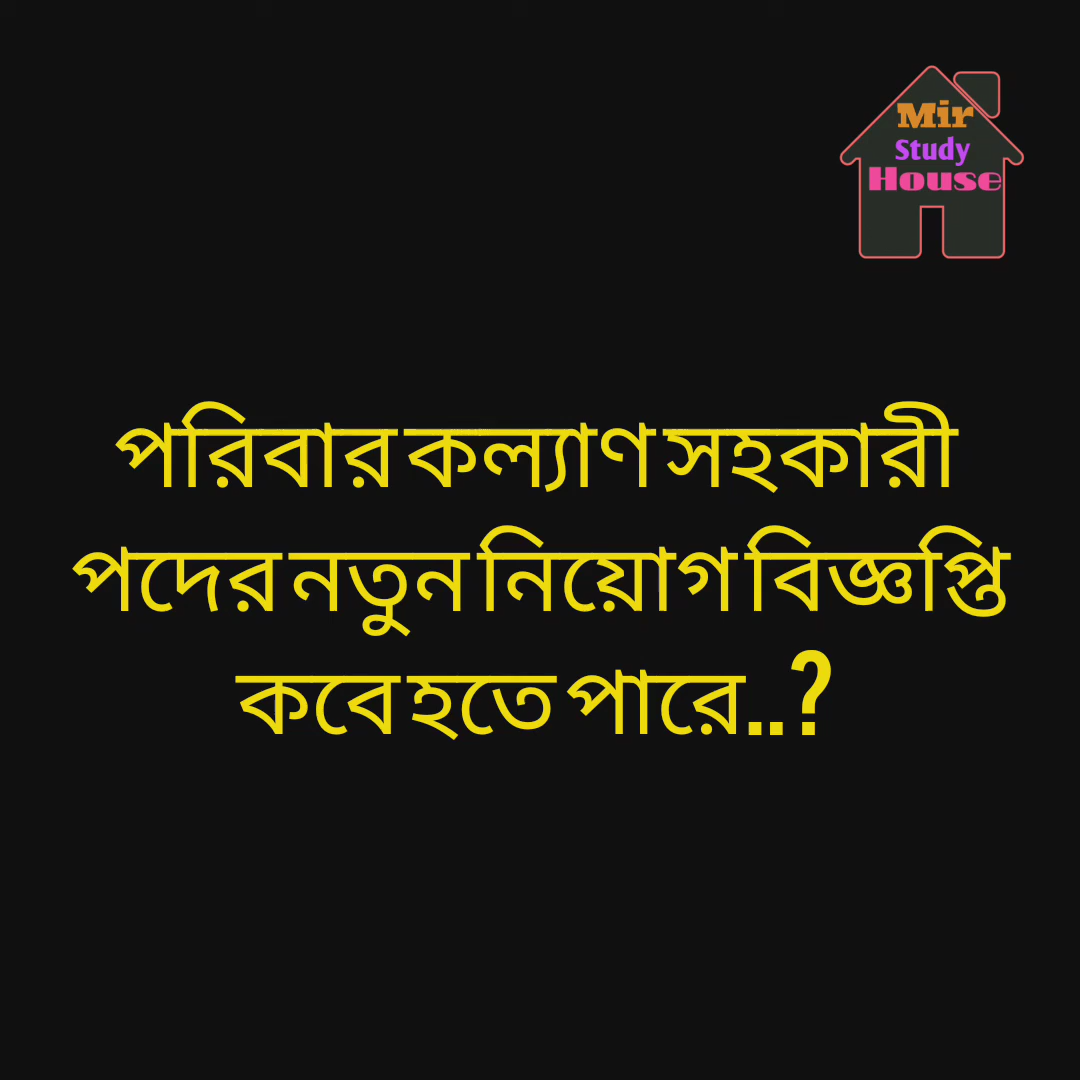 Mir
Study
House
পরিবার কল্যাণ সহকারী
পদের নতুন নিয়োগ বিজ্ঞপ্তি
কবে হতে পারে..?